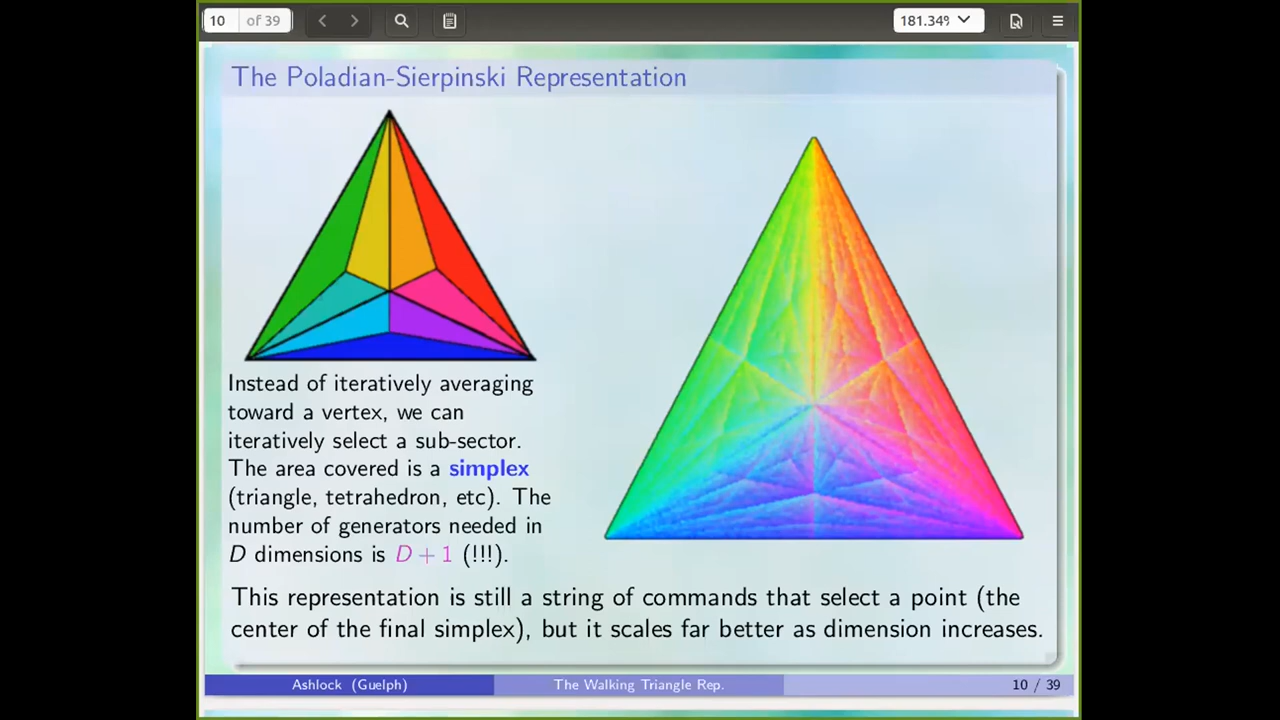 10 of 39
181.34%
The Poladian-Sierpinski Representation
Instead of iteratively averaging
toward a vertex, we can
iteratively select a sub-sector.
The area covered is a simplex
(triangle, tetrahedron, etc). The
number of generators needed in
D dimensions is D + 1 (!!!).
This representation is still a string of commands that select a point (the
center of the final simplex), but it scales far better as dimension increases.
Ashlock (Guelph) The Walking Triangle Rep. 10 / 39